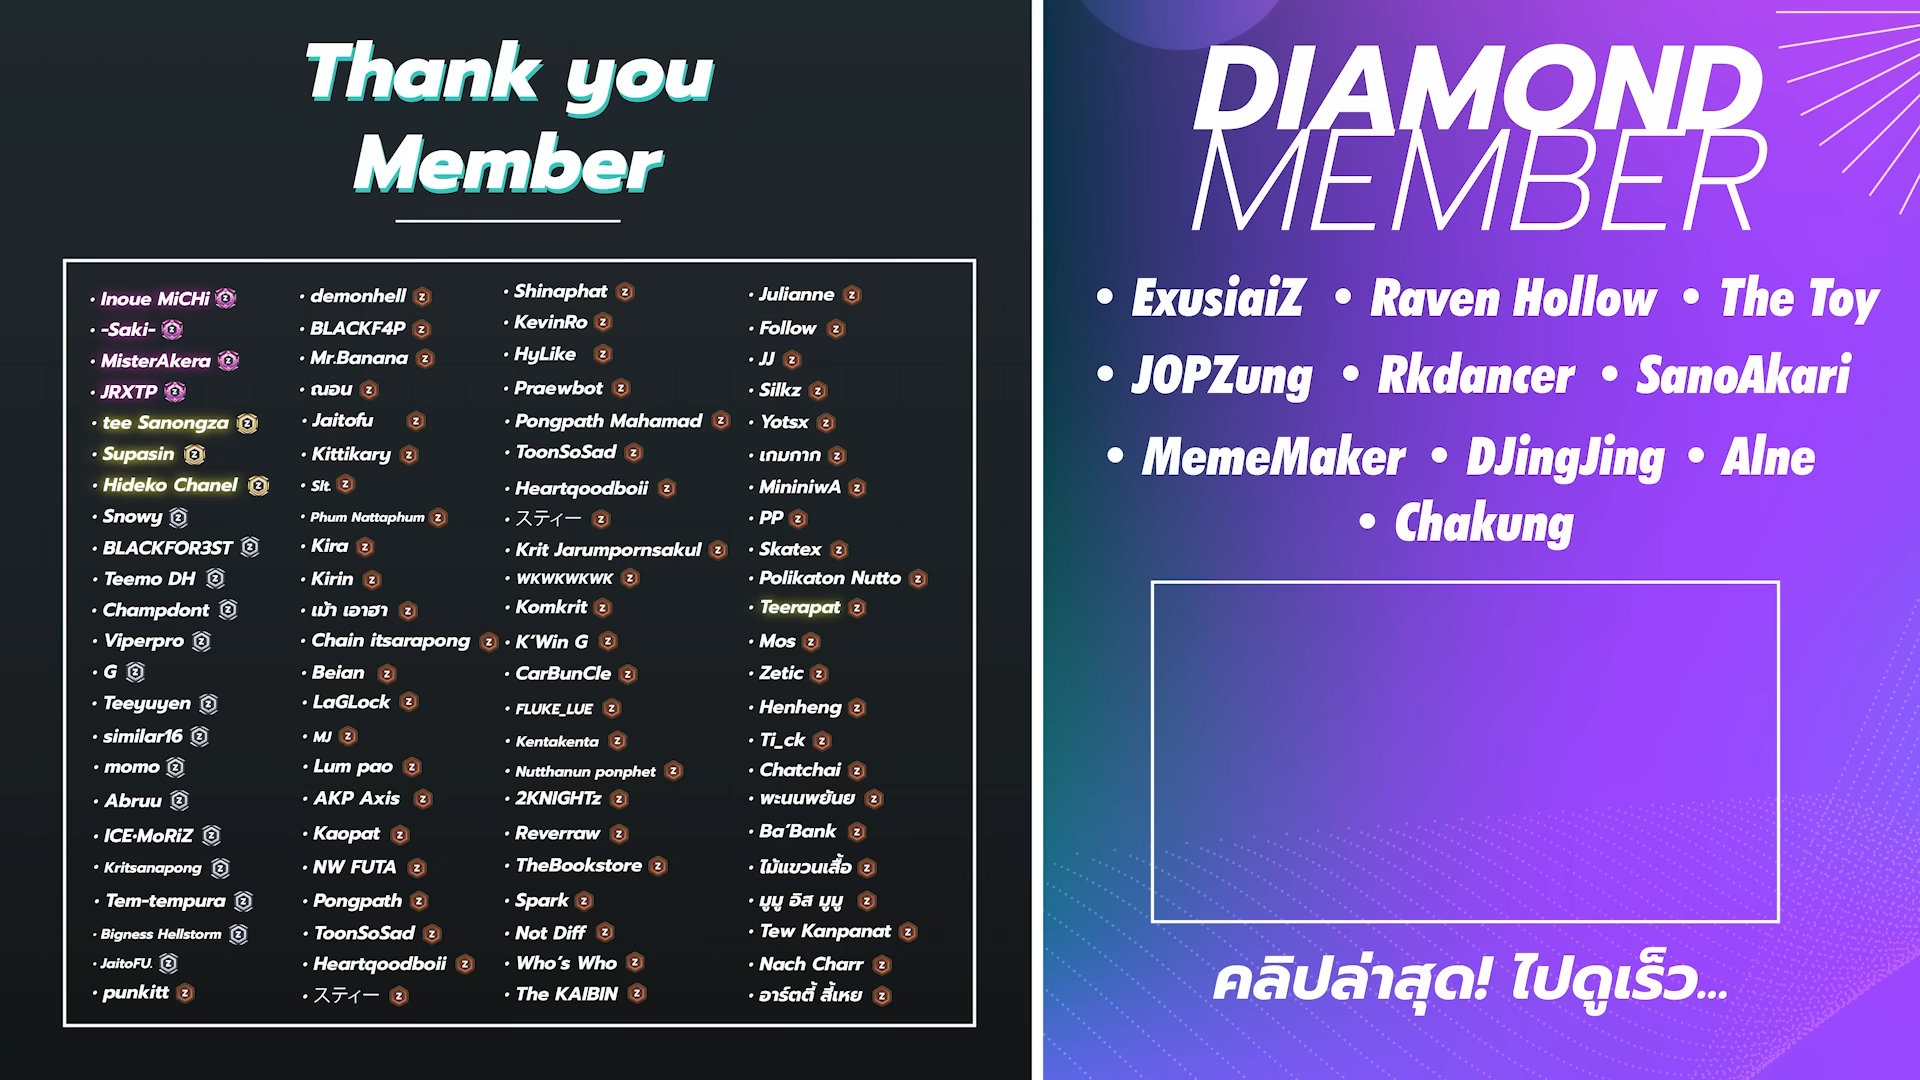 Thank you
Member
• Inoue MiCHi
• -Saki-
• MisterAkera
• JRXTP
• tee Sanongza
• Supasin
• Hideko Chanel
• Snowy
• BLACKFOR3ST
• Teemo DH
• Champdont
• Viperpro
• G
• Teeyuyen
• similar16
• momo
• Abruu
• ICE•MoRiZ
• Kritsanapong
• Tem-tempura
• Bigness Hellstorm
• JaitoFU.
• punkitt
• demonhell
• BLACKF4P
• Mr.Banana
• ฌอน
• Jaitofu
• Kittikary
• Slt.
• Phum Nattaphum
• Kira
• Kirin
• เม้า เอาฮา
• Chain itsarapong
• Beian
• LaGLock
• MJ
• Lum pao
• AKP Axis
• Kaopat
• NW FUTA
• Pongpath
• ToonSoSad
• Heartqoodboii
• スティー
• Shinaphat
• KevinRo
• HyLike
• Praewbot
• Pongpath Mahamad
• ToonSoSad
• Heartqoodboii
• スティー
• Krit Jarumpornsakul
• WKWKWKWK
• Komkrit
• K'Win G
• CarBunCle
• FLUKE_LUE
• Kentakenta
• Nutthanun ponphet
• 2KNIGHTz
• Reverraw
• TheBookstore
• Spark
• Not Diff
• Who's Who
• The KAIBIN
• Julianne
• Follow
• JJ
• Silkz
• Yotsx
• เกมกาก
• MininiwA
• PP
• Skatex
• Polikaton Nutto
• Teerapat
• Mos
• Zetic
• Henheng
• Ti_ck
• Chatchai
• พะนนพยันย
• Ba'Bank
• ไม้แขวนเสื้อ
• มูมู อิส มูมู
• Tew Kanpanat
• Nach Charr
• อาร์ตตี้ สี้เหย
DIAMOND
MEMBER
• ExusiaiZ • Raven Hollow • The Toy
• JOPZung • Rkdancer • SanoAkari
• MemeMaker • DJingJing • Alne
• Chakung
คลิปล่าสุด! ไปดูเร็ว...